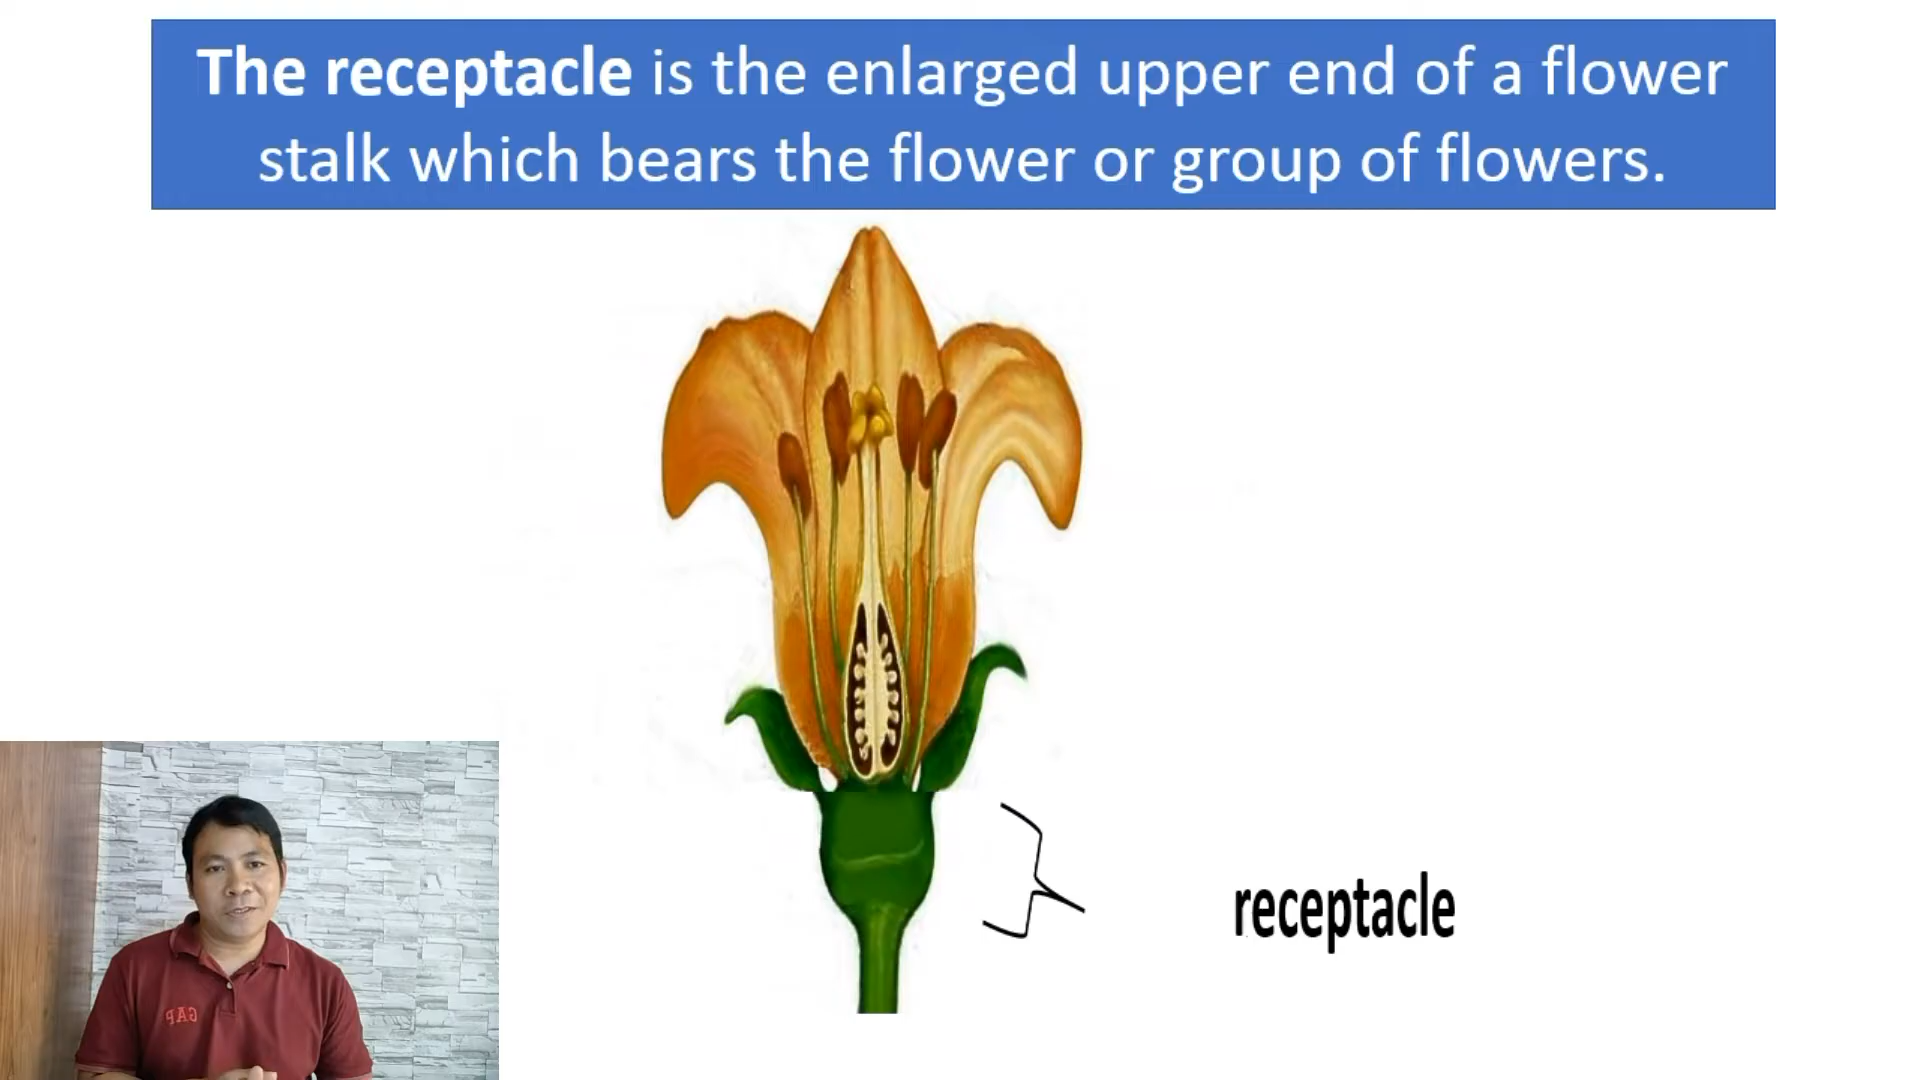 The receptacle is the enlarged upper end of a flower
stalk which bears the flower or group of flowers.
receptacle
GAP